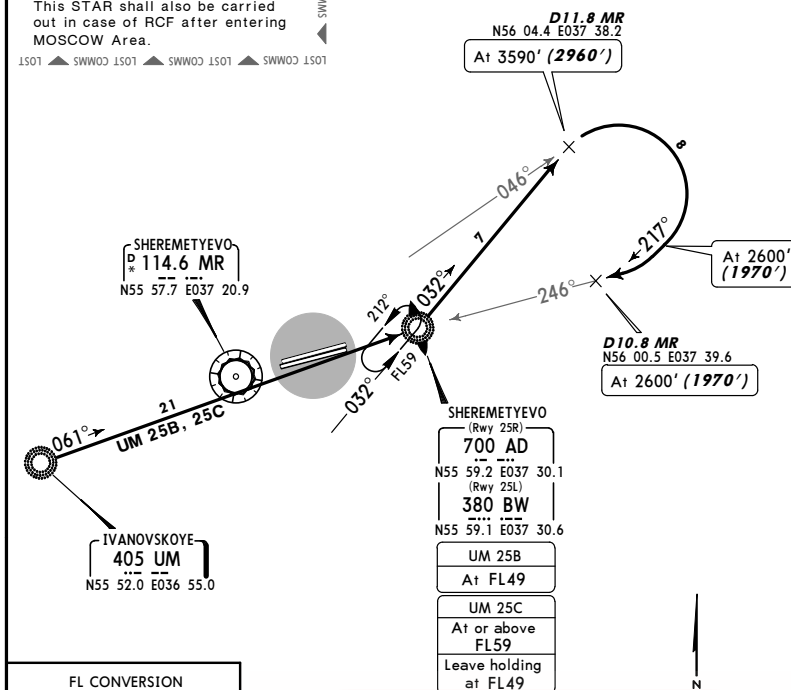 This STAR shall also be carried
out in case of RCF after entering
MOSCOW Area.
LOST COMMS LOST COMMS LOST COMMS LOST
MMS
D11.8 MR
N56 04.4 E037 38.2
At 3590' (2960')
046°
8
7
217°
At 2600'
(1970')
246°
D10.8 MR
N56 00.5 E037 39.6
At 2600' (1970')
SHEREMETYEVO
D
* 114.6 MR
N55 57.7 E037 20.9
212°
032°
032°
FL59
061°
21
UM 25B, 25C
IVANOVSKOYE
405 UM
N55 52.0 E036 55.0
SHEREMETYEVO
(Rwy 25R)
700 AD
N55 59.2 E037 30.1
(Rwy 25L)
380 BW
N55 59.1 E037 30.6
UM 25B
At FL49
UM 25C
At or above
FL59
Leave holding
at FL49
N
FL CONVERSION